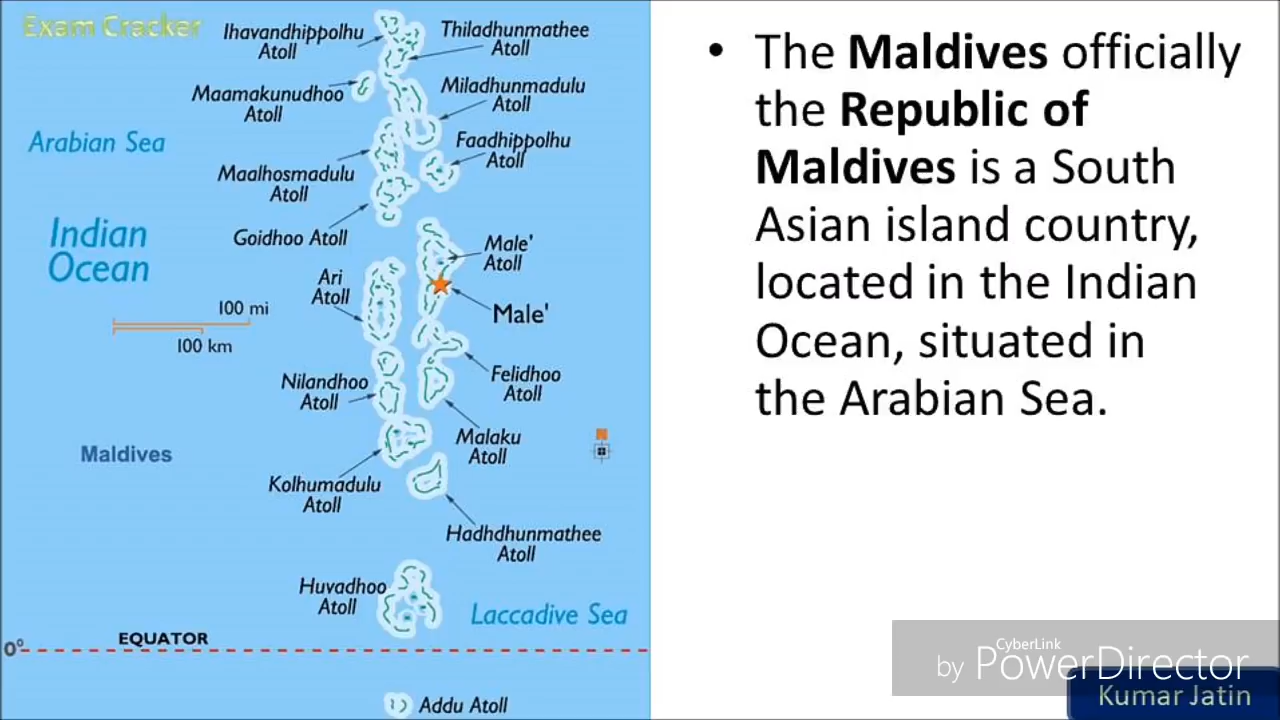 Exam Cracker
Ihavandhippolhu
Atoll
Thiladhunmathee
Atoll
Maamakunudhoo
Atoll
Miladhunmadulu
Atoll
Arabian Sea
Faadhippolhu
Atoll
Maalhosmadulu
Atoll
Indian
Ocean
Goidhoo Atoll
Male'
Atoll
Ari
Atoll
100 mi
100 km
Male'
Nilandhoo
Atoll
Felidhoo
Atoll
Maldives
Malaku
Atoll
Kolhumadulu
Atoll
Hadhdhunmathee
Atoll
Huvadhoo
Atoll
Laccadive Sea
EQUATOR
0°
Addu Atoll
• The Maldives officially
the Republic of
Maldives is a South
Asian island country,
located in the Indian
Ocean, situated in
the Arabian Sea.
CyberLink
by PowerDirector
Kumar Jatin